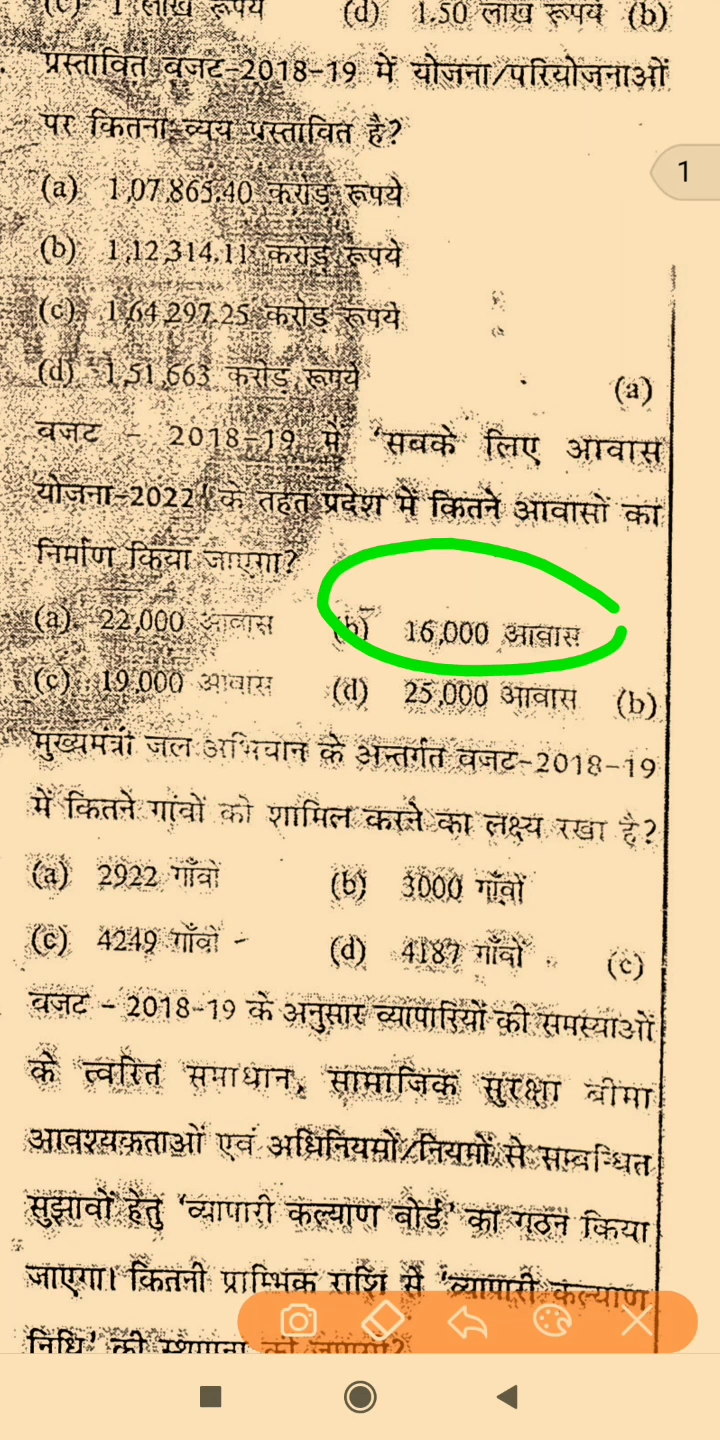 (c) 1 लाख रूपये (d) 1.50 लाख रूपये (b)
प्रस्तावित बजट-2018-19 में योजना/परियोजनाओं
पर कितना व्यय प्रस्तावित है?
(a) 1,07,865.40 करोड़ रूपये
(b) 1,12,314.11 करोड़ रूपये
(c) 1,64,297.25 करोड़ रूपये
(d) 1,51,663 करोड़ रूपये (a)
बजट - 2018-19 में 'सबके लिए आवास
योजना-2022' के तहत प्रदेश में कितने आवासों का
निर्माण किया जाएगा?
(a) 22,000 आवास (b) 16,000 आवास
(c) 19,000 आवास (d) 25,000 आवास (b)
मुख्यमंत्री जल अभियान के अन्तर्गत बजट-2018-19
में कितने गांवों को शामिल करने का लक्ष्य रखा है?
(a) 2922 गाँवों (b) 3000 गाँवों
(c) 4249 गाँवों (d) 4187 गाँवों (c)
बजट - 2018-19 के अनुसार व्यापारियों की समस्याओं
के त्वरित समाधान, सामाजिक सुरक्षा बीमा
आवश्यकताओं एवं अधिनियमों/नियमों से सम्बन्धित
सुझावों हेतु 'व्यापारी कल्याण बोर्ड' का गठन किया
जाएगा। कितनी प्राम्भिक राशि से 'व्यापारी कल्याण
निधि' की स्थापना की जाएगी?
1